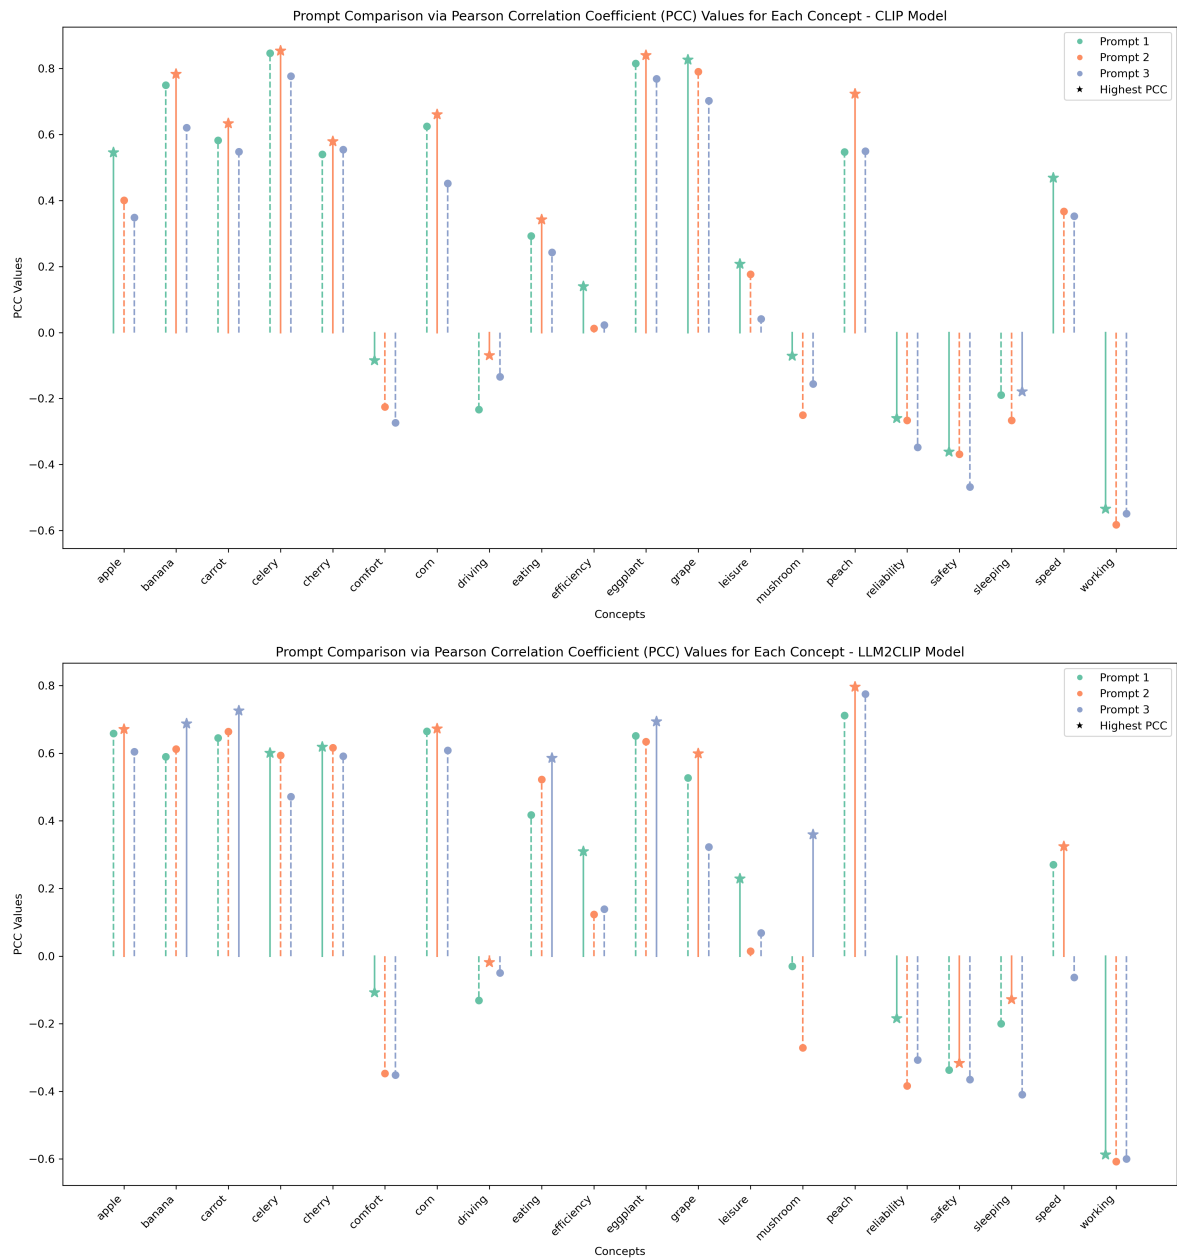 Prompt Comparison via Pearson Correlation Coefficient (PCC) Values for Each Concept - CLIP Model
Prompt 1
Prompt 2
Prompt 3
Highest PCC
PCC Values
0.8
0.6
0.4
0.2
0.0
−0.2
−0.4
−0.6
apple
banana
carrot
celery
cherry
comfort
corn
driving
eating
efficiency
eggplant
grape
leisure
mushroom
peach
reliability
safety
sleeping
speed
working
Concepts
Prompt Comparison via Pearson Correlation Coefficient (PCC) Values for Each Concept - LLM2CLIP Model
Prompt 1
Prompt 2
Prompt 3
Highest PCC
PCC Values
0.8
0.6
0.4
0.2
0.0
−0.2
−0.4
−0.6
apple
banana
carrot
celery
cherry
comfort
corn
driving
eating
efficiency
eggplant
grape
leisure
mushroom
peach
reliability
safety
sleeping
speed
working
Concepts